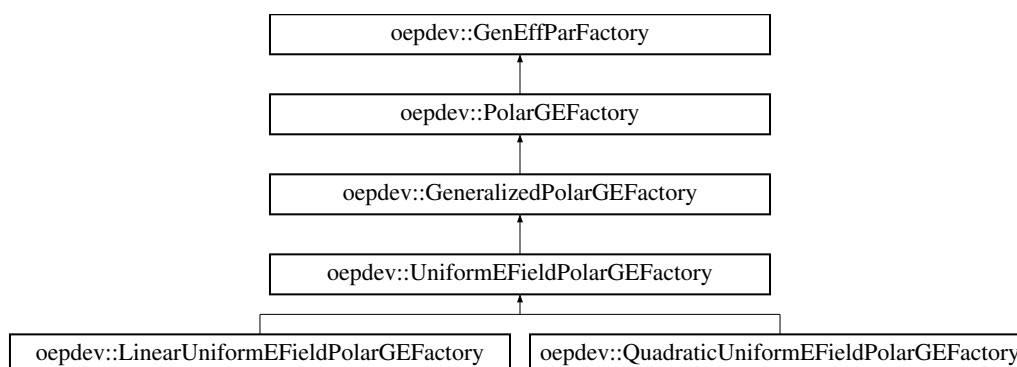 oepdev::GenEffParFactory
oepdev::PolarGEFactory
oepdev::GeneralizedPolarGEFactory
oepdev::UniformEFieldPolarGEFactory
oepdev::LinearUniformEFieldPolarGEFactory oepdev::QuadraticUniformEFieldPolarGEFactory